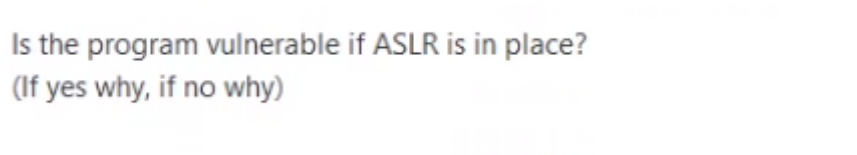 Is the program vulnerable if ASLR is in place?
(If yes why, if no why)